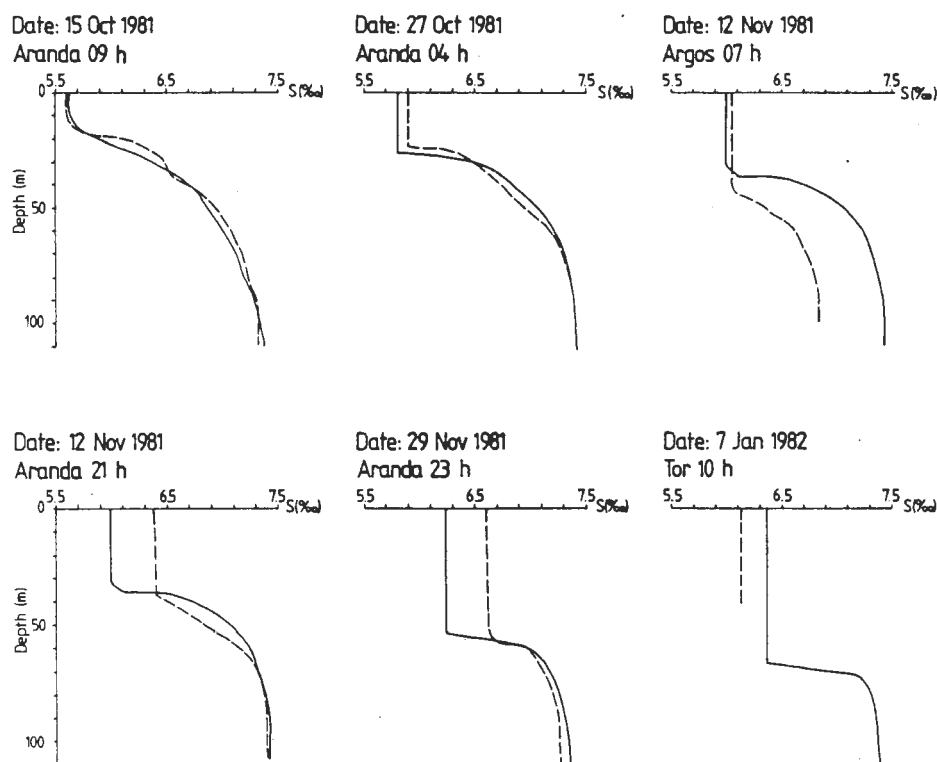 Date: 15 Oct 1981
Aranda 09 h
5.5 6.5 7.5
S(‰)
0
50
100
Depth (m)
Date: 27 Oct 1981
Aranda 04 h
5.5 6.5 7.5
S(‰)
Date: 12 Nov 1981
Argos 07 h
5.5 6.5 7.5
S(‰)
Date: 12 Nov 1981
Aranda 21 h
5.5 6.5 7.5
S(‰)
0
50
100
Depth (m)
Date: 29 Nov 1981
Aranda 23 h
5.5 6.5 7.5
S(‰)
Date: 7 Jan 1982
Tor 10 h
5.5 6.5 7.5
S(‰)